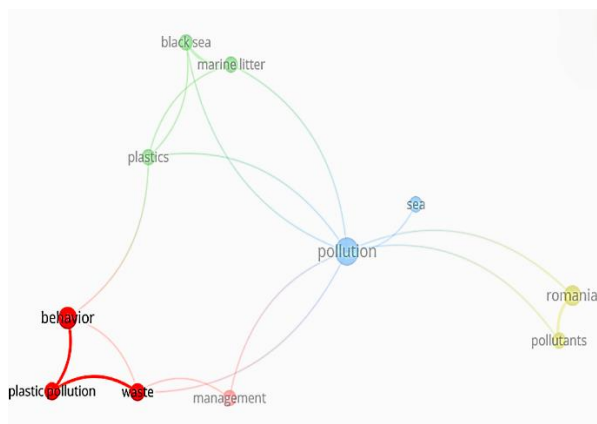 black sea
marine litter
plastics
sea
pollution
romania
behavior
pollutants
plastic pollution
waste
management